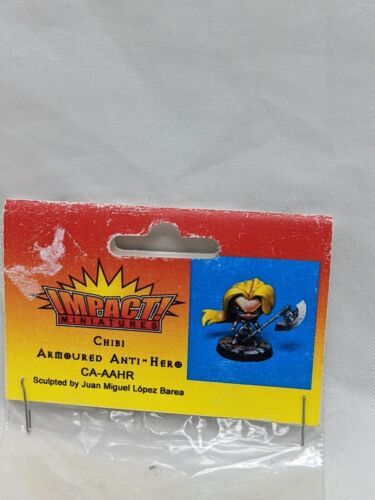 IMPACT!
MINIATURES
CHIBI
ARMOURED ANTI-HERO
CA-AAHR
Sculpted by Juan Miguel López Barea